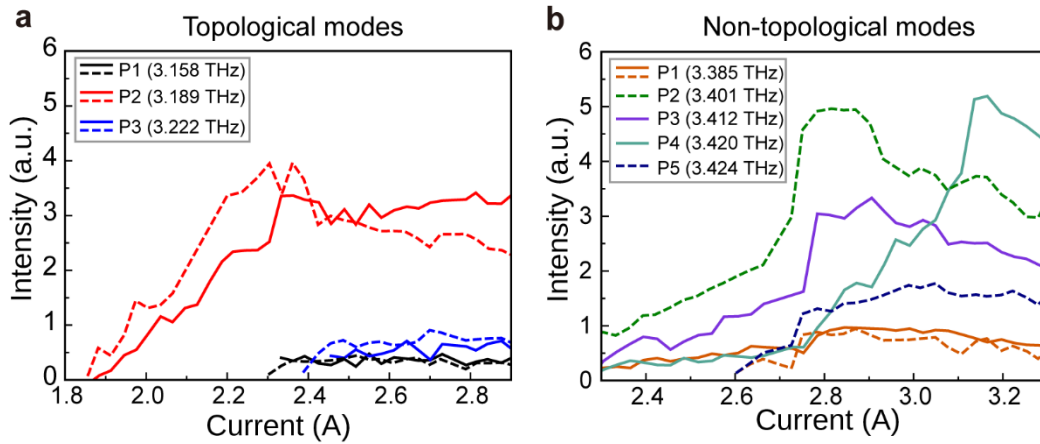 a
Topological modes
Intensity (a.u.)
6
5
4
3
2
1
0
P1 (3.158 THz)
P2 (3.189 THz)
P3 (3.222 THz)
1.8 2.0 2.2 2.4 2.6 2.8
Current (A)
b
Non-topological modes
Intensity (a.u.)
6
5
4
3
2
1
0
P1 (3.385 THz)
P2 (3.401 THz)
P3 (3.412 THz)
P4 (3.420 THz)
P5 (3.424 THz)
2.4 2.6 2.8 3.0 3.2
Current (A)